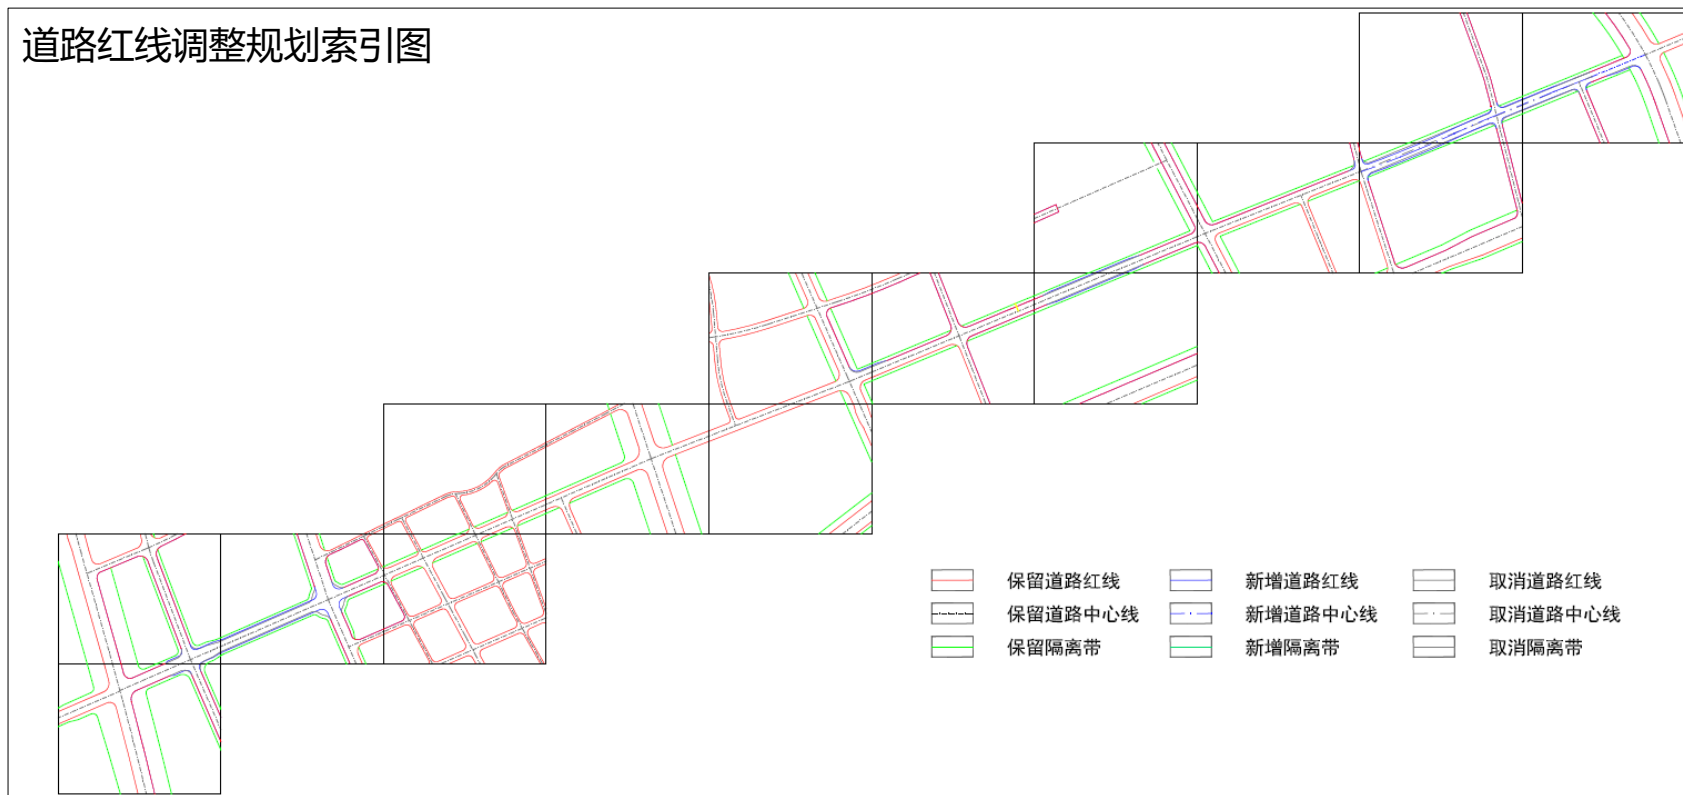 道路红线调整规划索引图
保留道路红线 新增道路红线 取消道路红线
保留道路中心线 新增道路中心线 取消道路中心线
保留隔离带 新增隔离带 取消隔离带